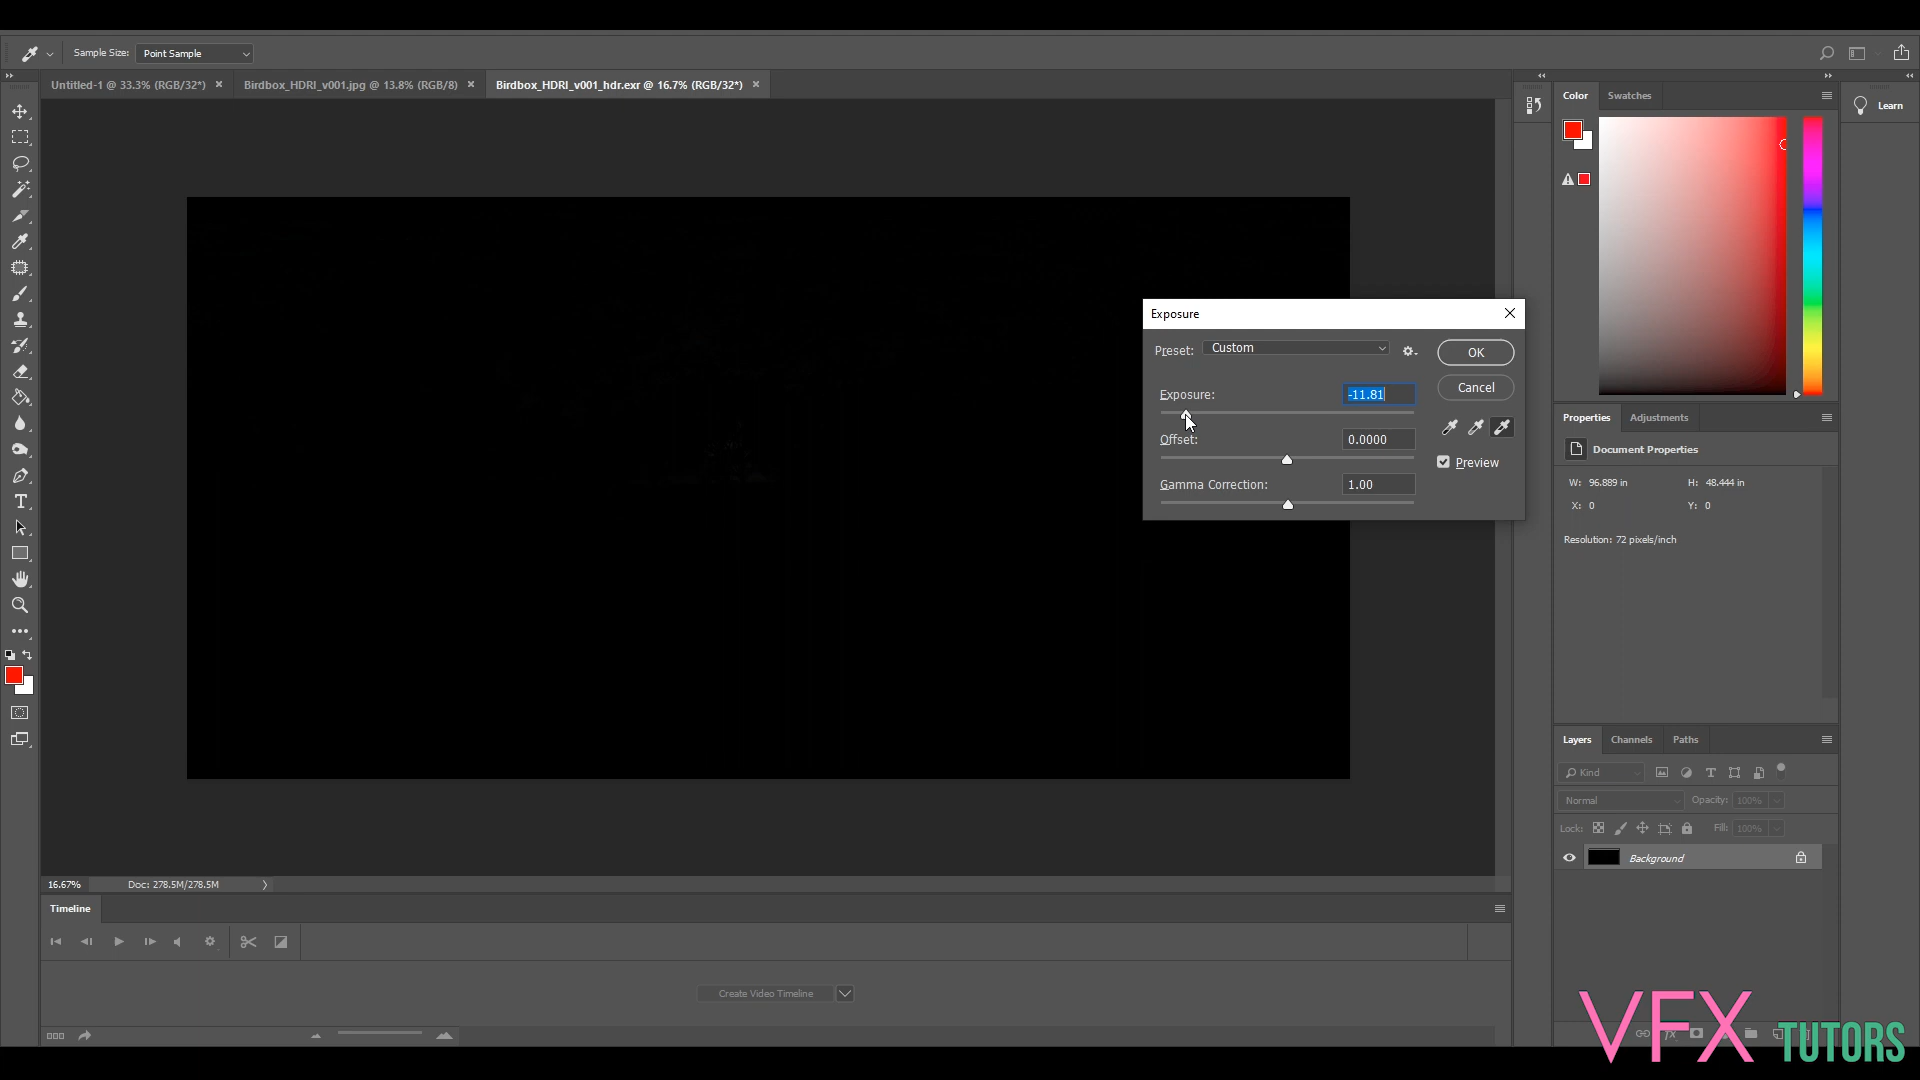 Sample Size: Point Sample
Untitled-1 @ 33.3% (RGB/32*) Birdbox_HDRI_v001.jpg @ 13.8% (RGB/8) Birdbox_HDRI_v001_hdr.exr @ 16.7% (RGB/32*)
Color Swatches
Learn
Exposure
Preset: Custom
OK
Exposure: -11.81
Cancel
Offset: 0.0000
Preview
Gamma Correction: 1.00
Properties Adjustments
Document Properties
W: 96.889 in H: 48.444 in
X: 0 Y: 0
Resolution: 72 pixels/inch
Layers Channels Paths
Kind
Normal Opacity: 100%
Lock: Fill: 100%
Background
16.67% Doc: 278.5M/278.5M
Timeline
Create Video Timeline
VFX TUTORS